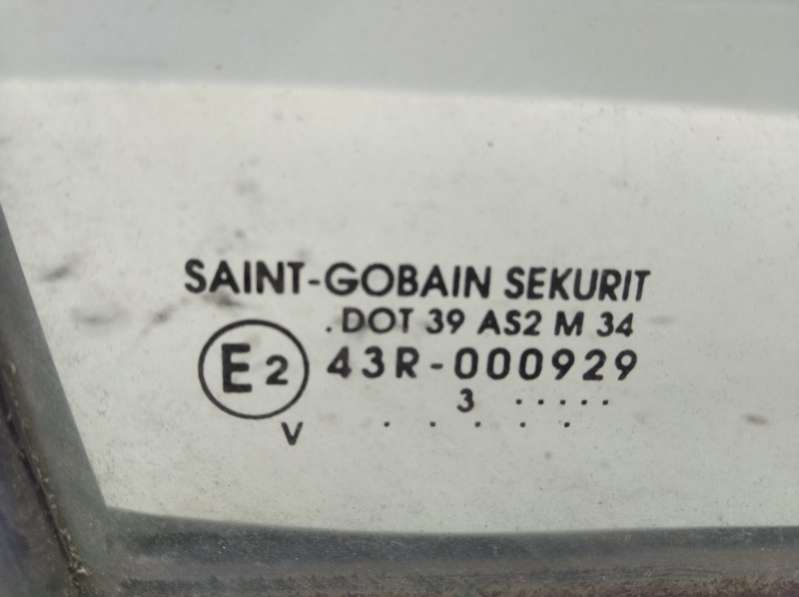 SAINT-GOBAIN SEKURIT
.DOT 39 AS2 M 34
E2 43R-000929
3 .....
V . . . . .